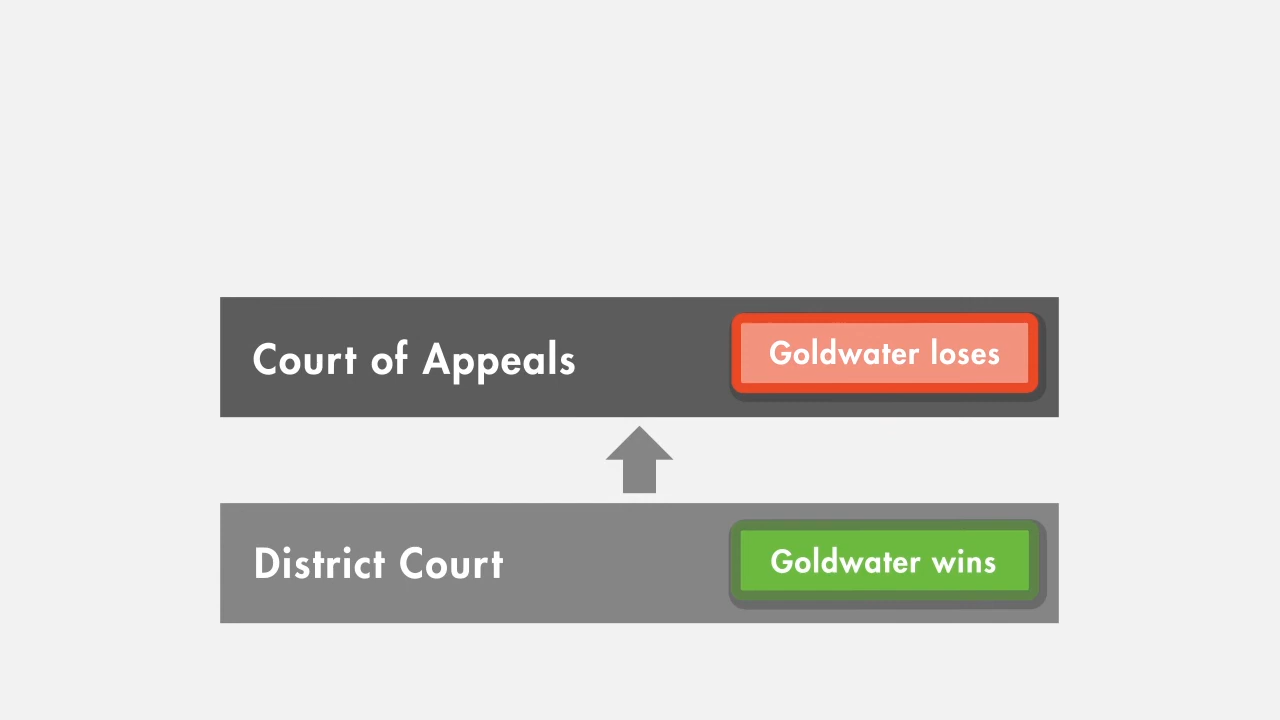 Court of Appeals
Goldwater loses
District Court
Goldwater wins